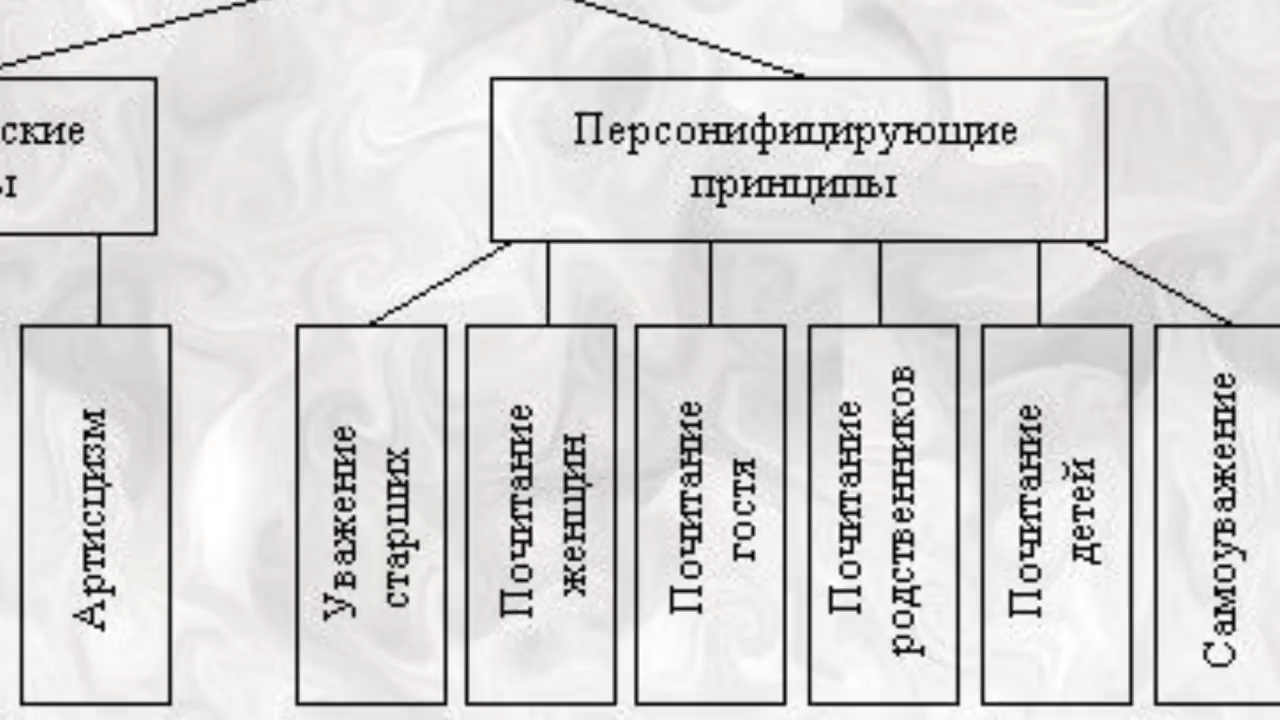 ские
ы
Персонифицирующие
принципы
Артисцизм
Уважение
старших
Почитание
женщин
Почитание
гостя
Почитание
родственников
Почитание
детей
Самоуважение